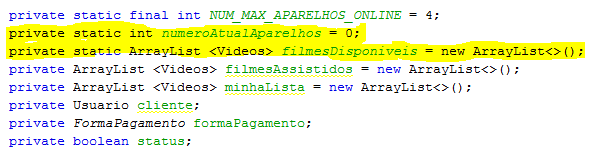 private static final int NUM_MAX_APARELHOS_ONLINE = 4;
private static int numeroAtualAparelhos = 0;
private static ArrayList <Videos> filmesDisponiveis = new ArrayList<>();
private ArrayList <Videos> filmesAssistidos = new ArrayList<>();
private ArrayList <Videos> minhaLista = new ArrayList<>();
private Usuario cliente;
private FormaPagamento formaPagamento;
private boolean status;